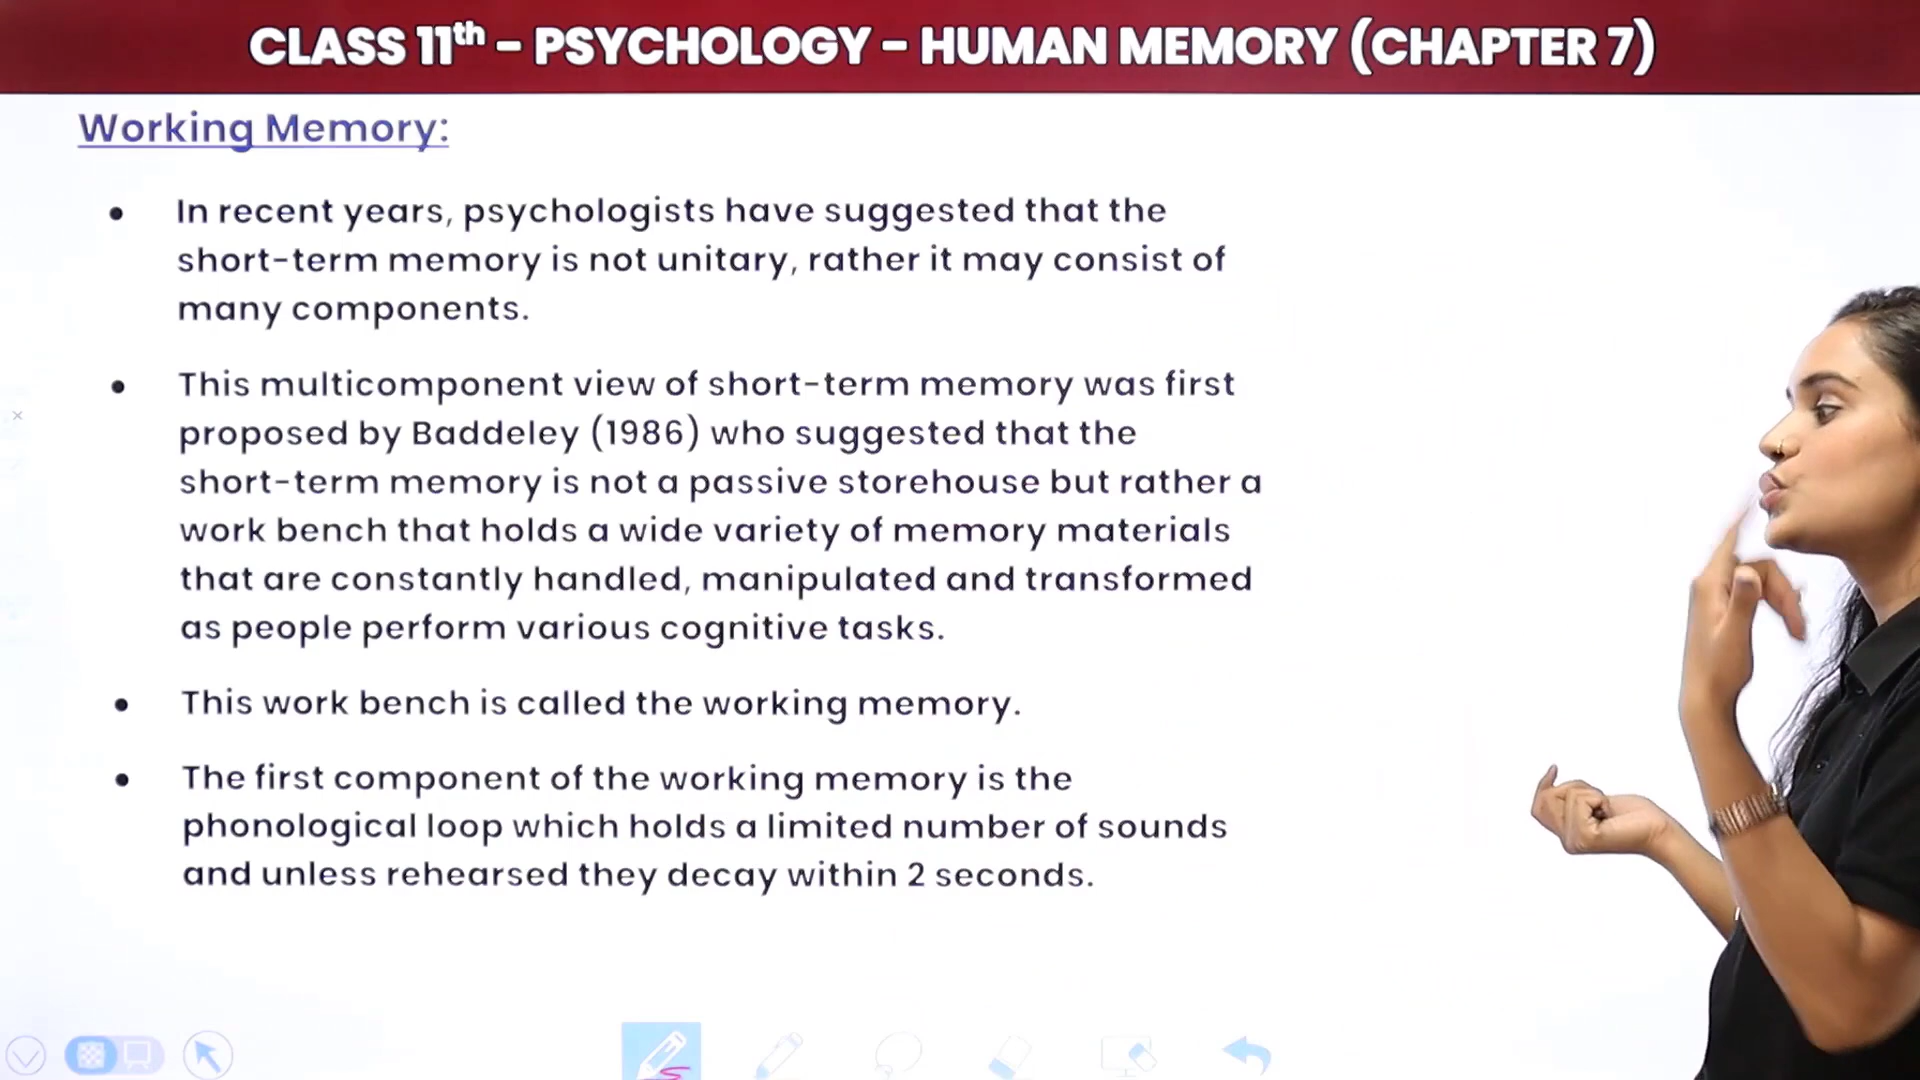 CLASS 11th – PSYCHOLOGY – HUMAN MEMORY (CHAPTER 7)
Working Memory:
• In recent years, psychologists have suggested that the
short-term memory is not unitary, rather it may consist of
many components.
• This multicomponent view of short-term memory was first
proposed by Baddeley (1986) who suggested that the
short-term memory is not a passive storehouse but rather a
work bench that holds a wide variety of memory materials
that are constantly handled, manipulated and transformed
as people perform various cognitive tasks.
• This work bench is called the working memory.
• The first component of the working memory is the
phonological loop which holds a limited number of sounds
and unless rehearsed they decay within 2 seconds.